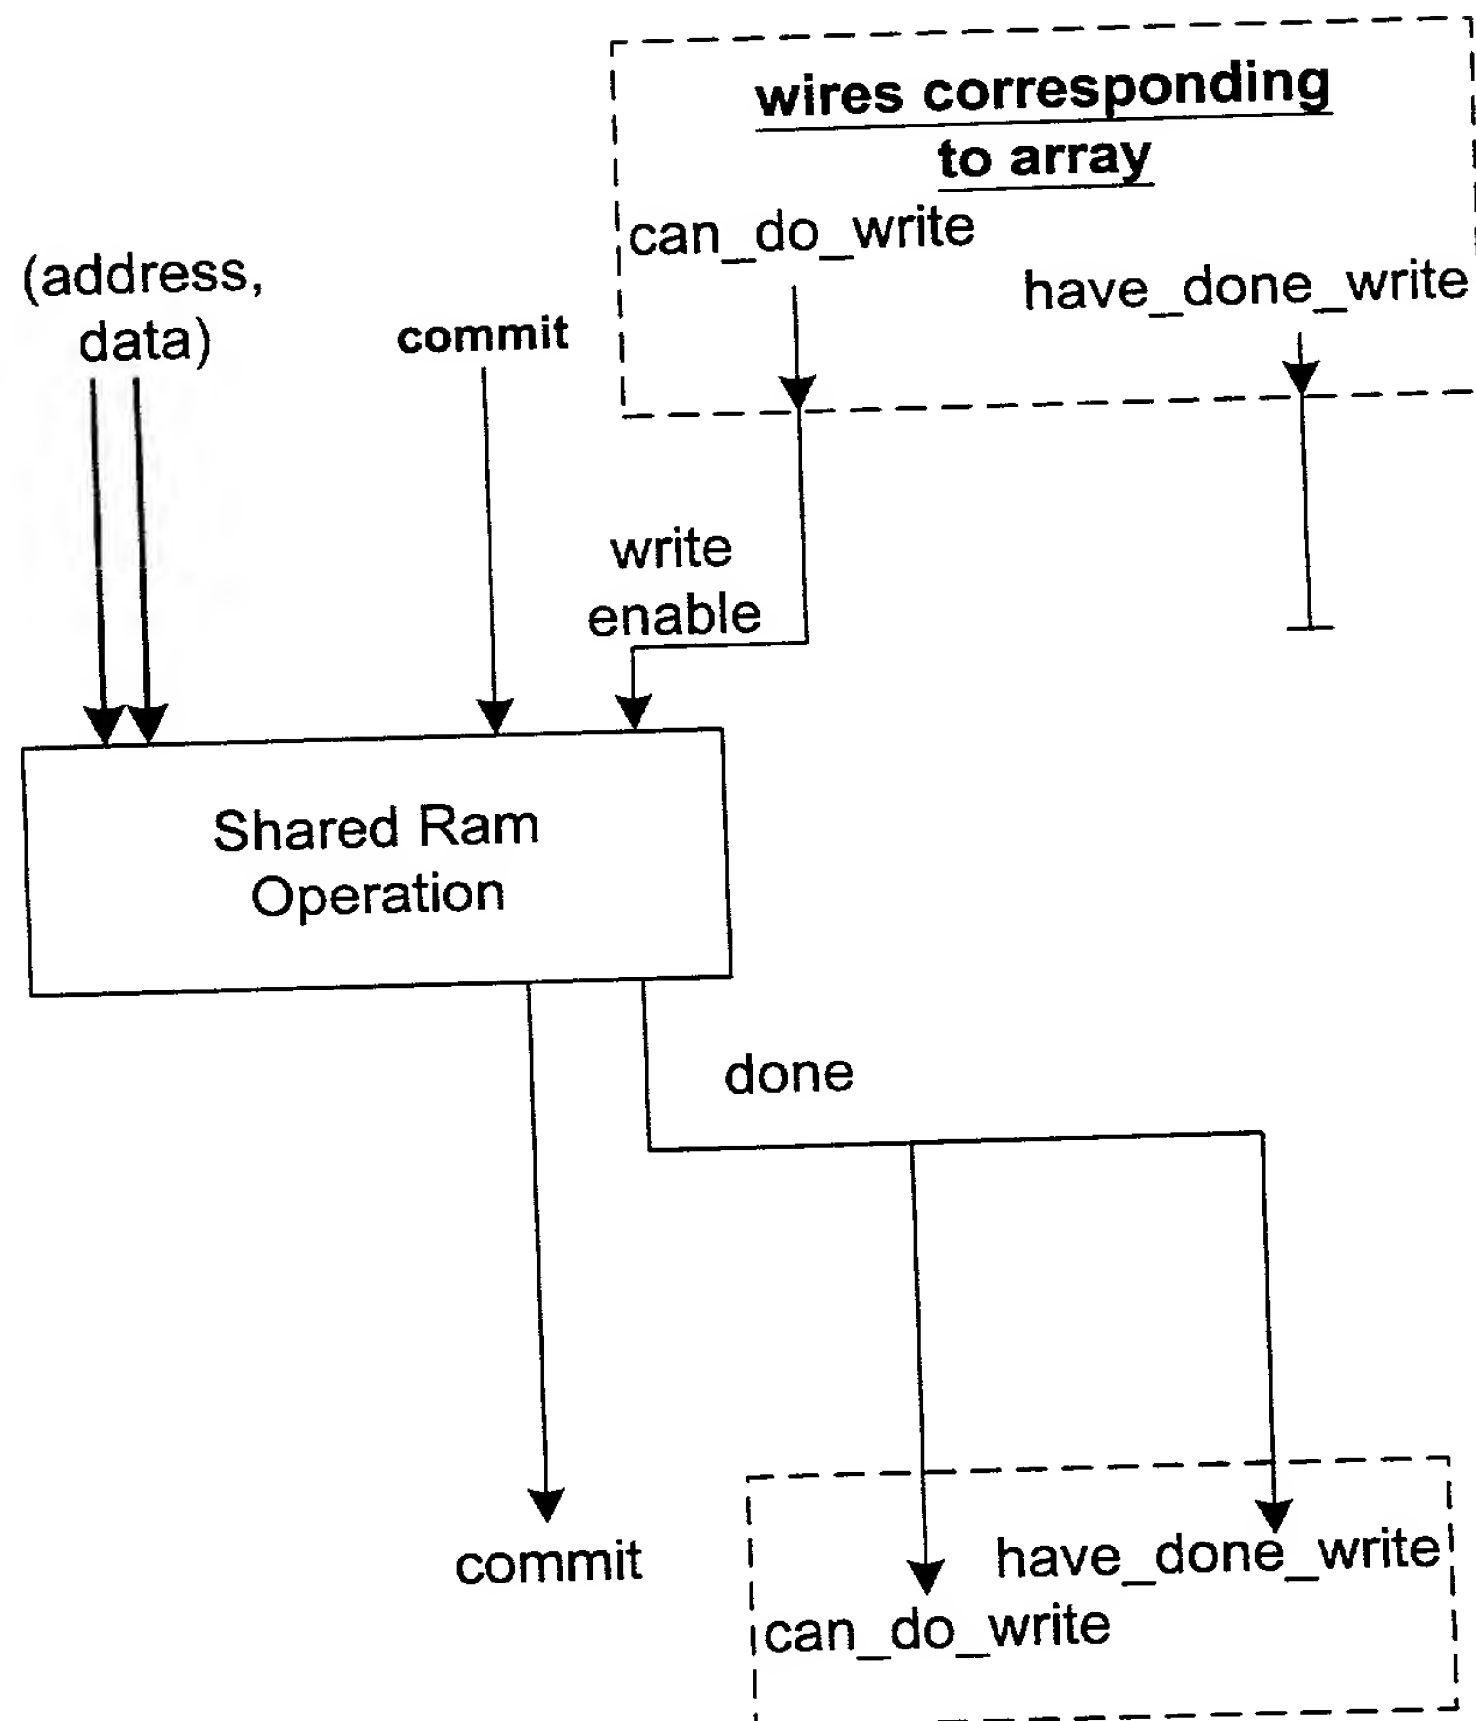 wires corresponding
to array
can_do_write
have_done_write
(address,
data)
commit
write
enable
Shared Ram
Operation
done
commit
have_done_write
can_do_write